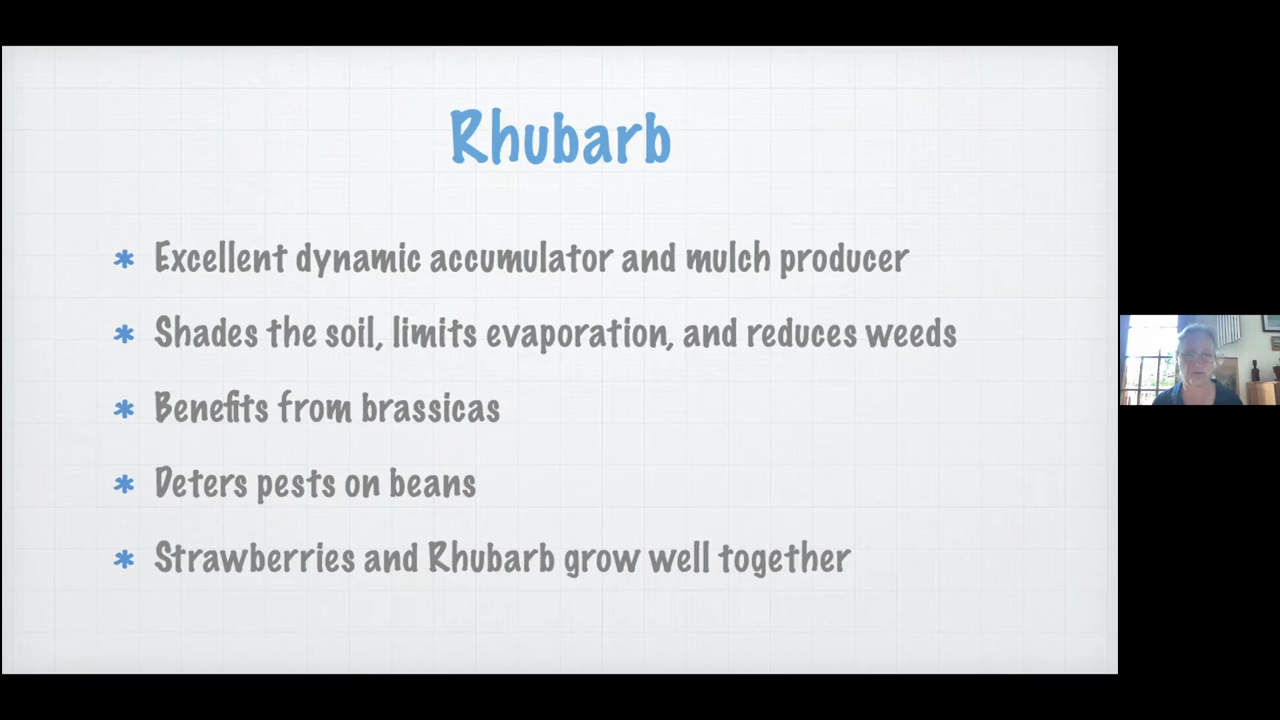 Rhubarb
* Excellent dynamic accumulator and mulch producer
* Shades the soil, limits evaporation, and reduces weeds
* Benefits from brassicas
* Deters pests on beans
* Strawberries and Rhubarb grow well together